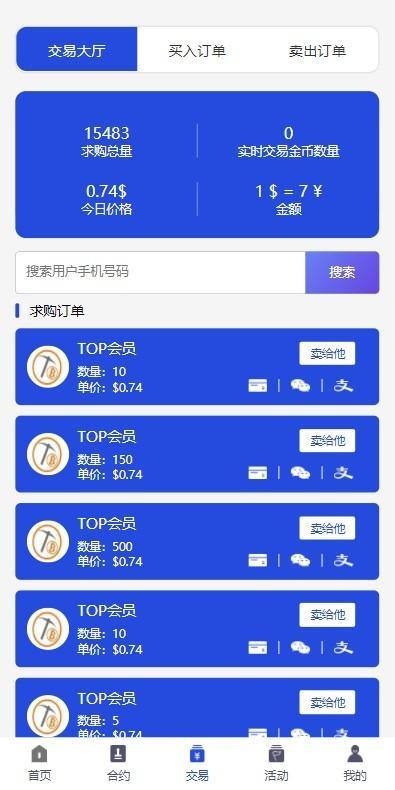 交易大厅 买入订单 卖出订单
15483 0
求购总量 实时交易金币数量
0.74$ 1 $ = 7 ¥
今日价格 金额
搜索用户手机号码 搜索
求购订单
TOP会员 卖给他
数量: 10
单价: $0.74
TOP会员 卖给他
数量: 150
单价: $0.74
TOP会员 卖给他
数量: 500
单价: $0.74
TOP会员 卖给他
数量: 10
单价: $0.74
TOP会员 卖给他
数量: 5
单价: $0.74
首页 合约 交易 活动 我的